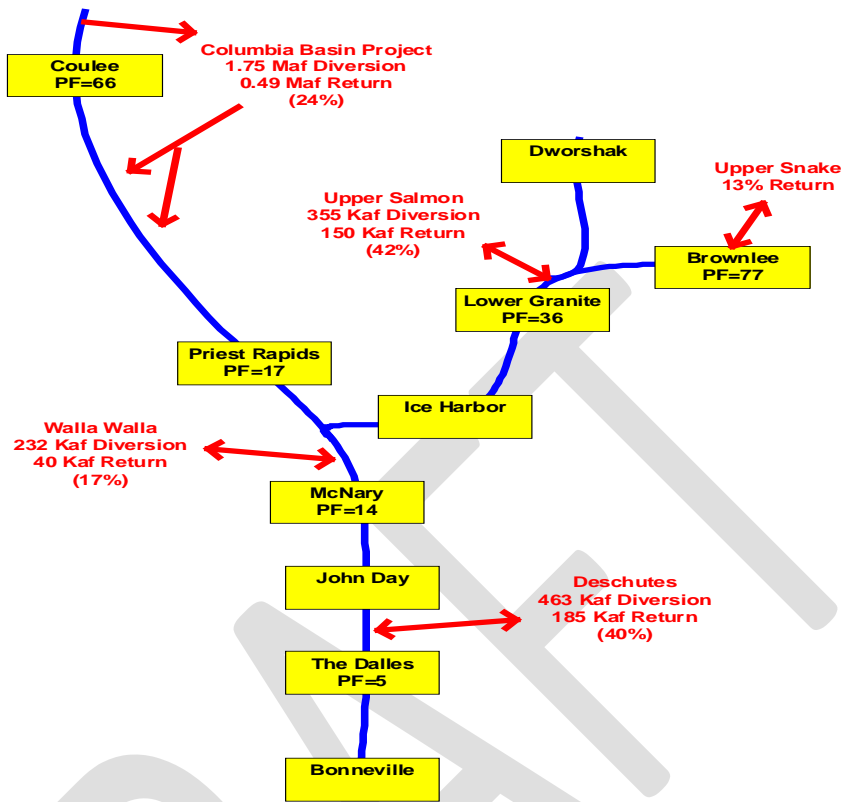 Columbia Basin Project
1.75 Maf Diversion
0.49 Maf Return
(24%)
Coulee
PF=66
Dworshak
Upper Snake
13% Return
Upper Salmon
355 Kaf Diversion
150 Kaf Return
(42%)
Brownlee
PF=77
Lower Granite
PF=36
Priest Rapids
PF=17
Ice Harbor
Walla Walla
232 Kaf Diversion
40 Kaf Return
(17%)
McNary
PF=14
John Day
Deschutes
463 Kaf Diversion
185 Kaf Return
(40%)
The Dalles
PF=5
Bonneville
DRAFT